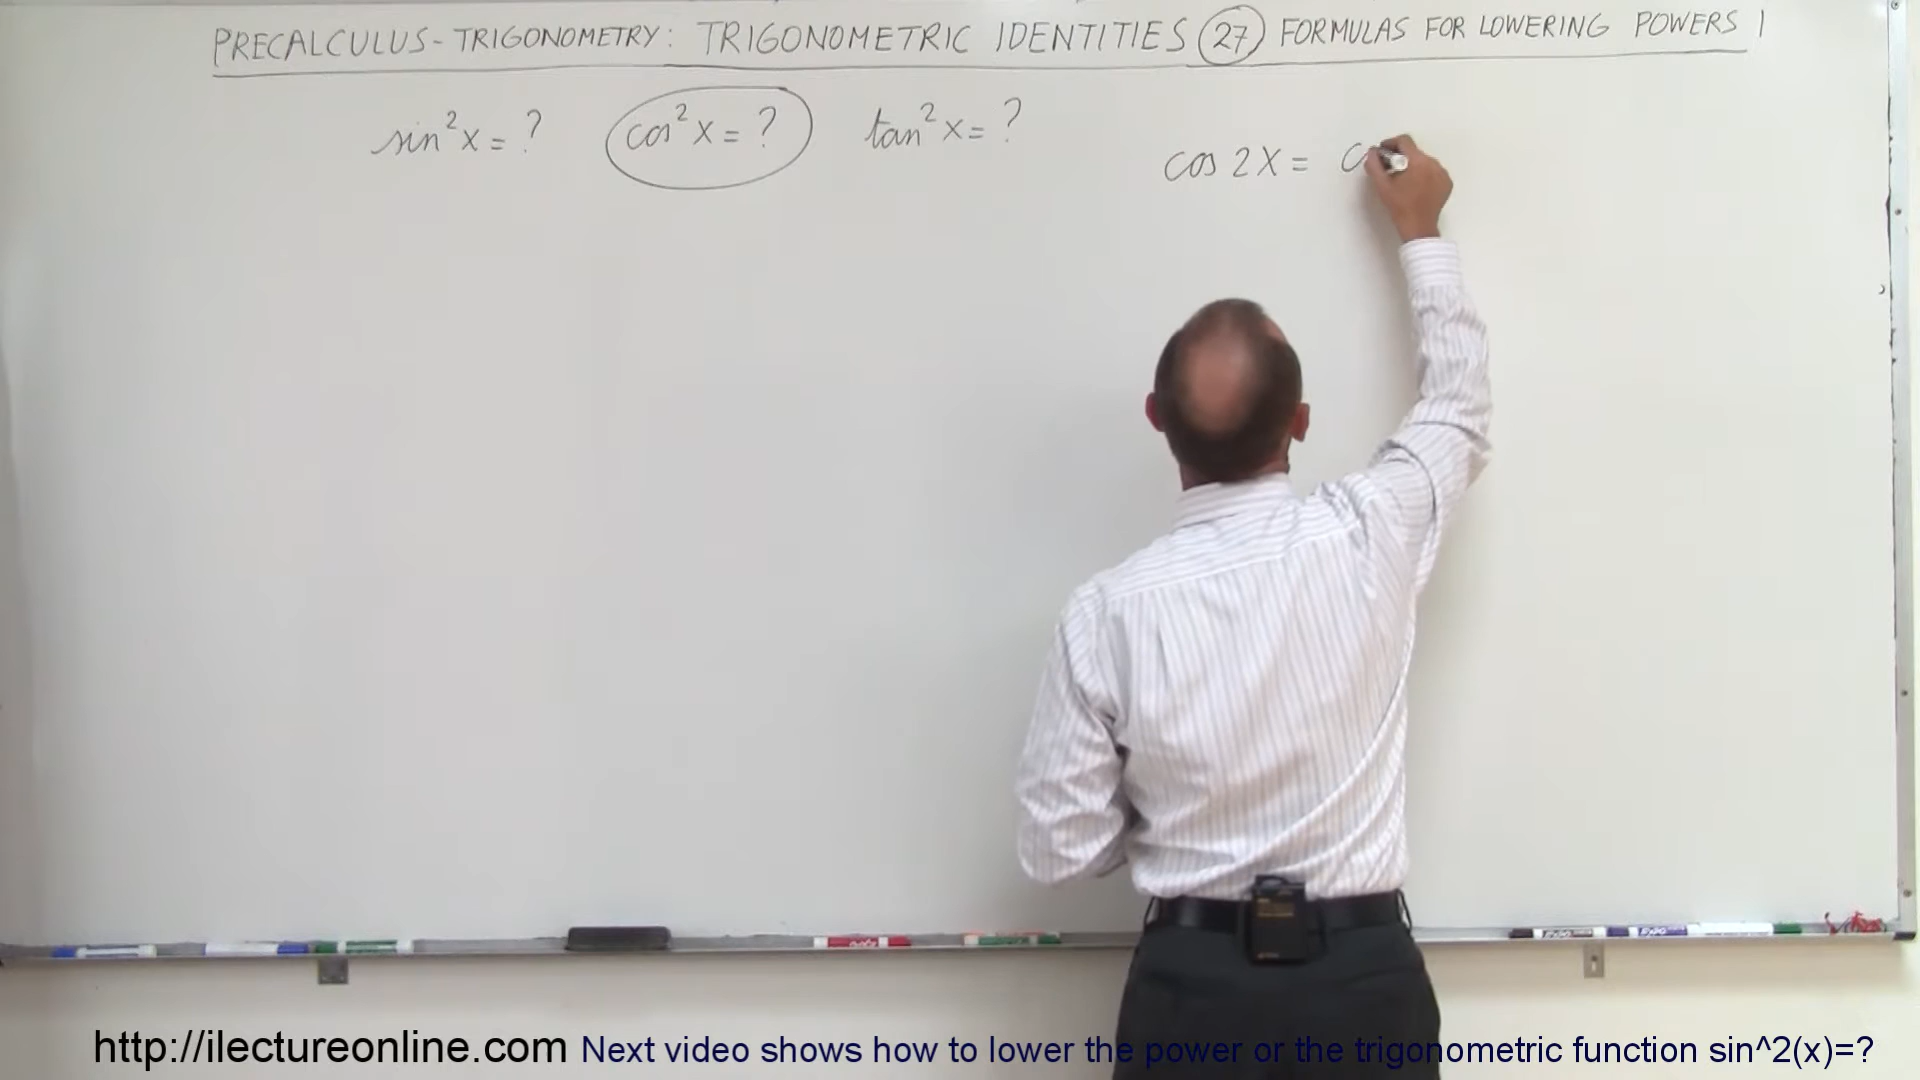 PRECALCULUS - TRIGONOMETRY: TRIGONOMETRIC IDENTITIES 27 FORMULAS FOR LOWERING POWERS 1
sin²x = ? cos²x = ? tan²x = ?
cos 2x = co
http://ilectureonline.com Next video shows how to lower the power or the trigonometric function sin^2(x)=?